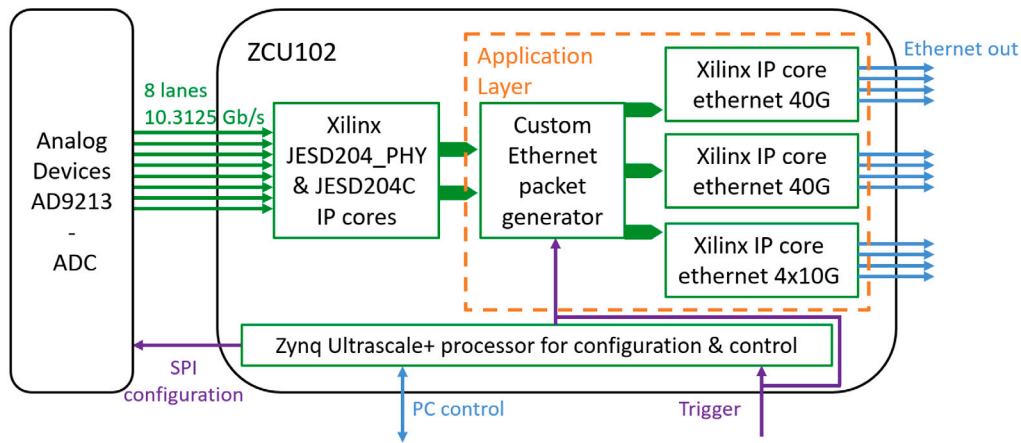 ZCU102
Application
Layer
Ethernet out
8 lanes
10.3125 Gb/s
Analog
Devices
AD9213
-
ADC
Xilinx
JESD204_PHY
& JESD204C
IP cores
Custom
Ethernet
packet
generator
Xilinx IP core
ethernet 40G
Xilinx IP core
ethernet 40G
Xilinx IP core
ethernet 4x10G
Zynq Ultrascale+ processor for configuration & control
SPI
configuration
PC control
Trigger